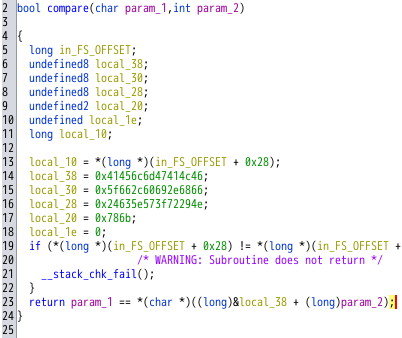 2 bool compare(char param_1,int param_2)
3
4 {
5 long in_FS_OFFSET;
6 undefined8 local_38;
7 undefined8 local_30;
8 undefined8 local_28;
9 undefined2 local_20;
10 undefined local_1e;
11 long local_10;
12
13 local_10 = *(long *)(in_FS_OFFSET + 0x28);
14 local_38 = 0x41456c6d47414c46;
15 local_30 = 0x5f662c60692e6866;
16 local_28 = 0x24635e573f72294e;
17 local_20 = 0x786b;
18 local_1e = 0;
19 if (*(long *)(in_FS_OFFSET + 0x28) != *(long *)(in_FS_OFFSET +
20 /* WARNING: Subroutine does not return */
21 __stack_chk_fail();
22 }
23 return param_1 == *(char *)((long)&local_38 + (long)param_2);
24 }
25